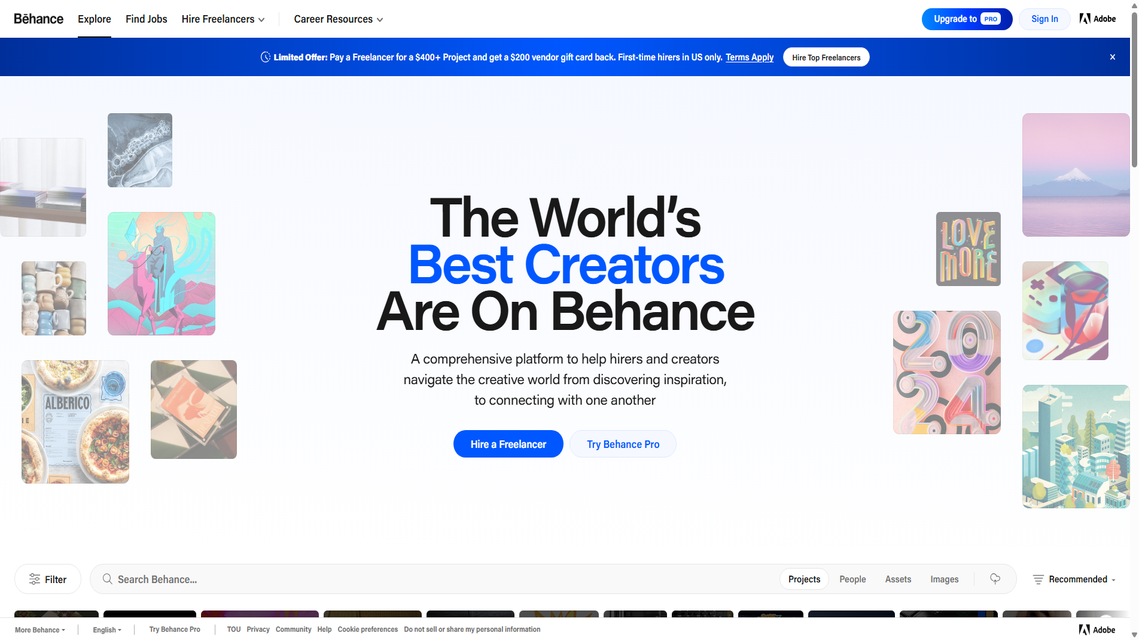 Bēhance
Explore
Find Jobs
Hire Freelancers
Career Resources
Upgrade to PRO
Sign In
Adobe
Limited Offer: Pay a Freelancer for a $400+ Project and get a $200 vendor gift card back. First-time hirers in US only. Terms Apply
Hire Top Freelancers
The World's
Best Creators
Are On Behance
A comprehensive platform to help hirers and creators
navigate the creative world from discovering inspiration,
to connecting with one another
Hire a Freelancer
Try Behance Pro
ALBERICO
LOVE
MORE
2024
Filter
Search Behance...
Projects
People
Assets
Images
Recommended
More Behance
English
Try Behance Pro
TOU
Privacy
Community
Help
Cookie preferences
Do not sell or share my personal information
Adobe